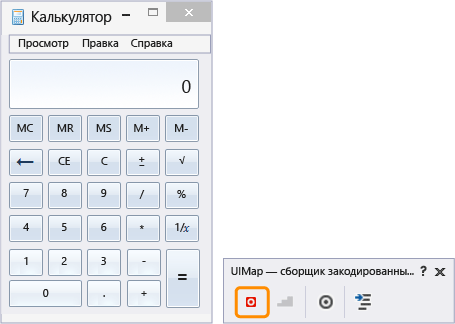 Калькулятор
Просмотр Правка Справка
0
MC MR MS M+ M-
← CE C ± √
7 8 9 / %
4 5 6 * 1/x
1 2 3 - =
0 . +
UIMap — сборщик закодированны... ?